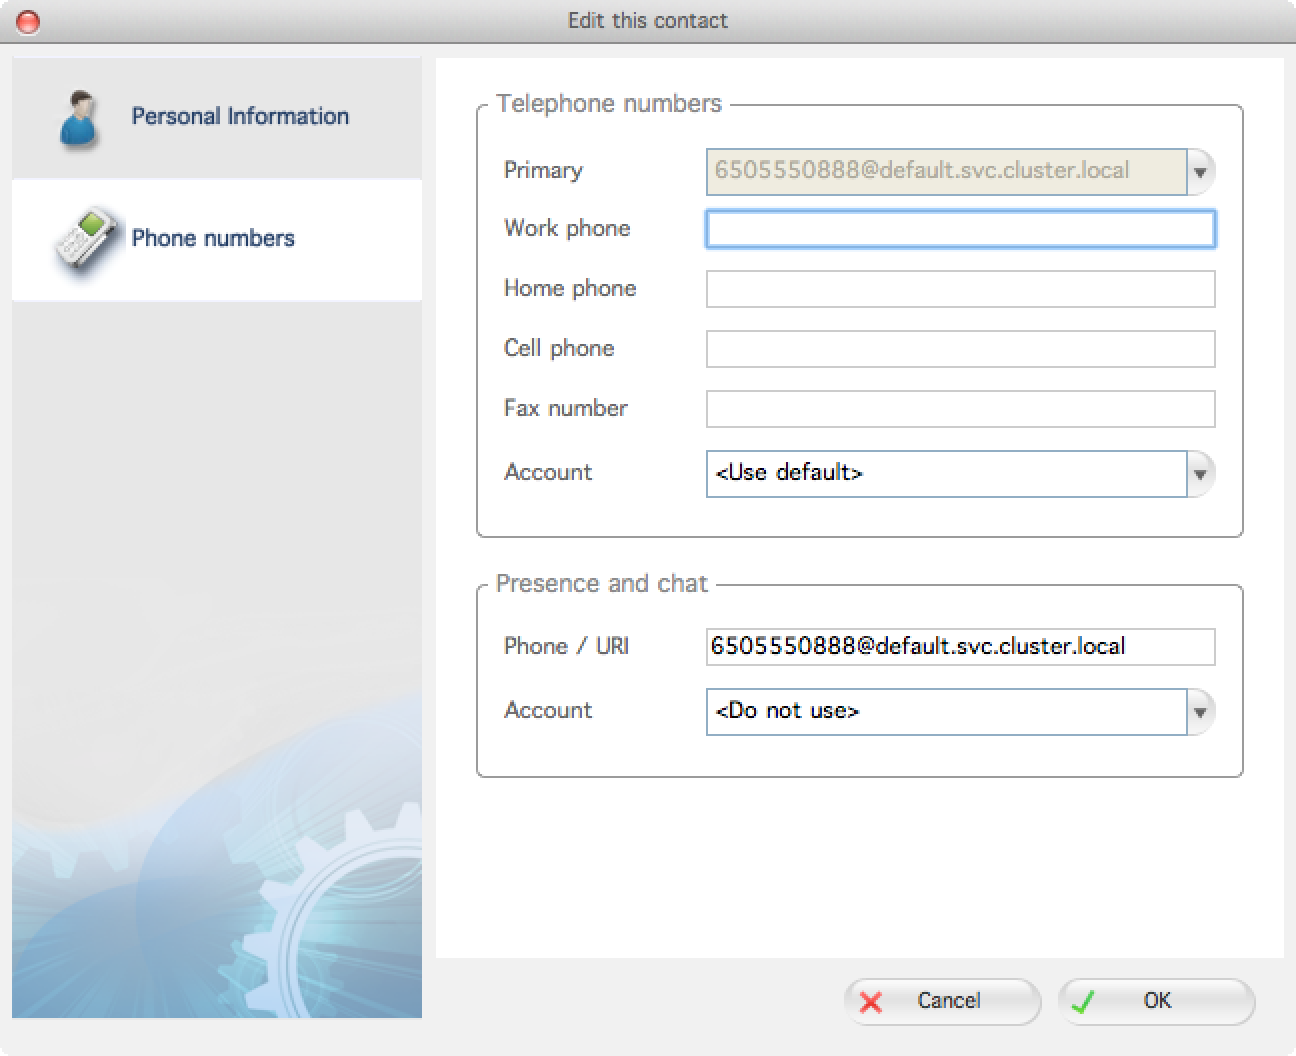 Edit this contact
Personal Information
Phone numbers
Telephone numbers
Primary 6505550888@default.svc.cluster.local
Work phone
Home phone
Cell phone
Fax number
Account <Use default>
Presence and chat
Phone / URI 6505550888@default.svc.cluster.local
Account <Do not use>
Cancel OK